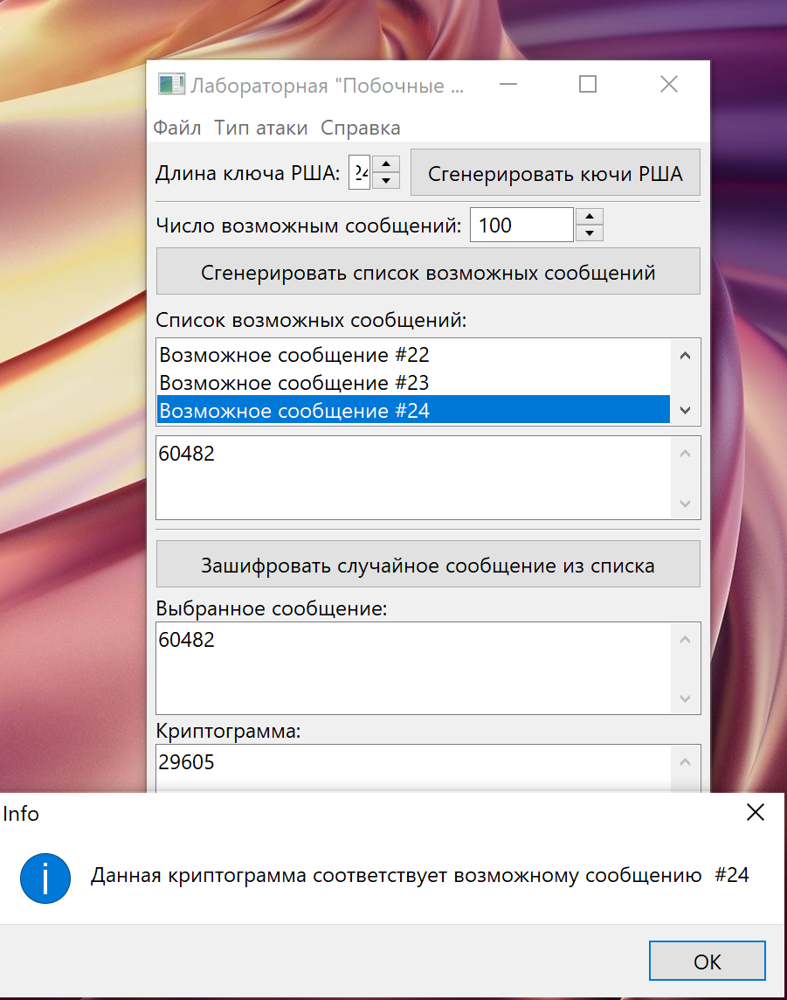 Лабораторная "Побочные ...
Файл Тип атаки Справка
Длина ключа РША: 24 Сгенерировать кючи РША
Число возможным сообщений: 100
Сгенерировать список возможных сообщений
Список возможных сообщений:
Возможное сообщение #22
Возможное сообщение #23
Возможное сообщение #24
60482
Зашифровать случайное сообщение из списка
Выбранное сообщение:
60482
Криптограмма:
29605
Info
Данная криптограмма соответствует возможному сообщению #24
OK